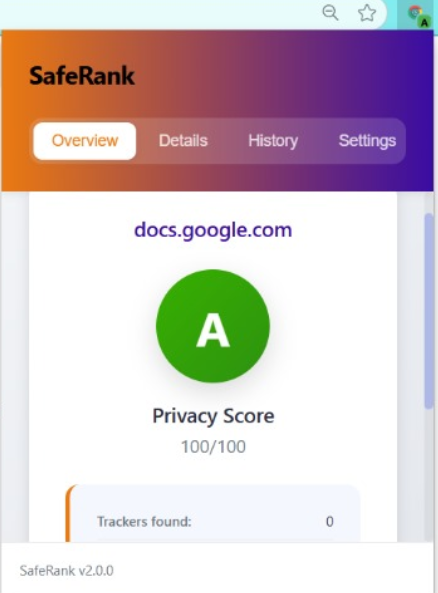 SafeRank
Overview Details History Settings
docs.google.com
A
Privacy Score
100/100
Trackers found: 0
SafeRank v2.0.0
A